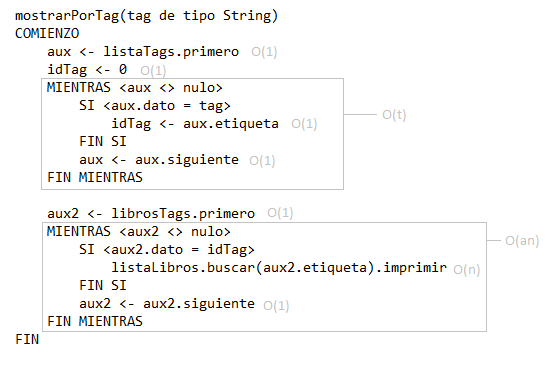 mostrarPorTag(tag de tipo String)
COMIENZO
aux <- listaTags.primero O(1)
idTag <- 0 O(1)
MIENTRAS <aux <> nulo>
SI <aux.dato = tag>
O(t)
idTag <- aux.etiqueta O(1)
FIN SI
aux <- aux.siguiente O(1)
FIN MIENTRAS
aux2 <- librosTags.primero O(1)
MIENTRAS <aux2 <> nulo>
O(an)
SI <aux2.dato = idTag>
listaLibros.buscar(aux2.etiqueta).imprimir O(n)
FIN SI
aux2 <- aux2.siguiente O(1)
FIN MIENTRAS
FIN